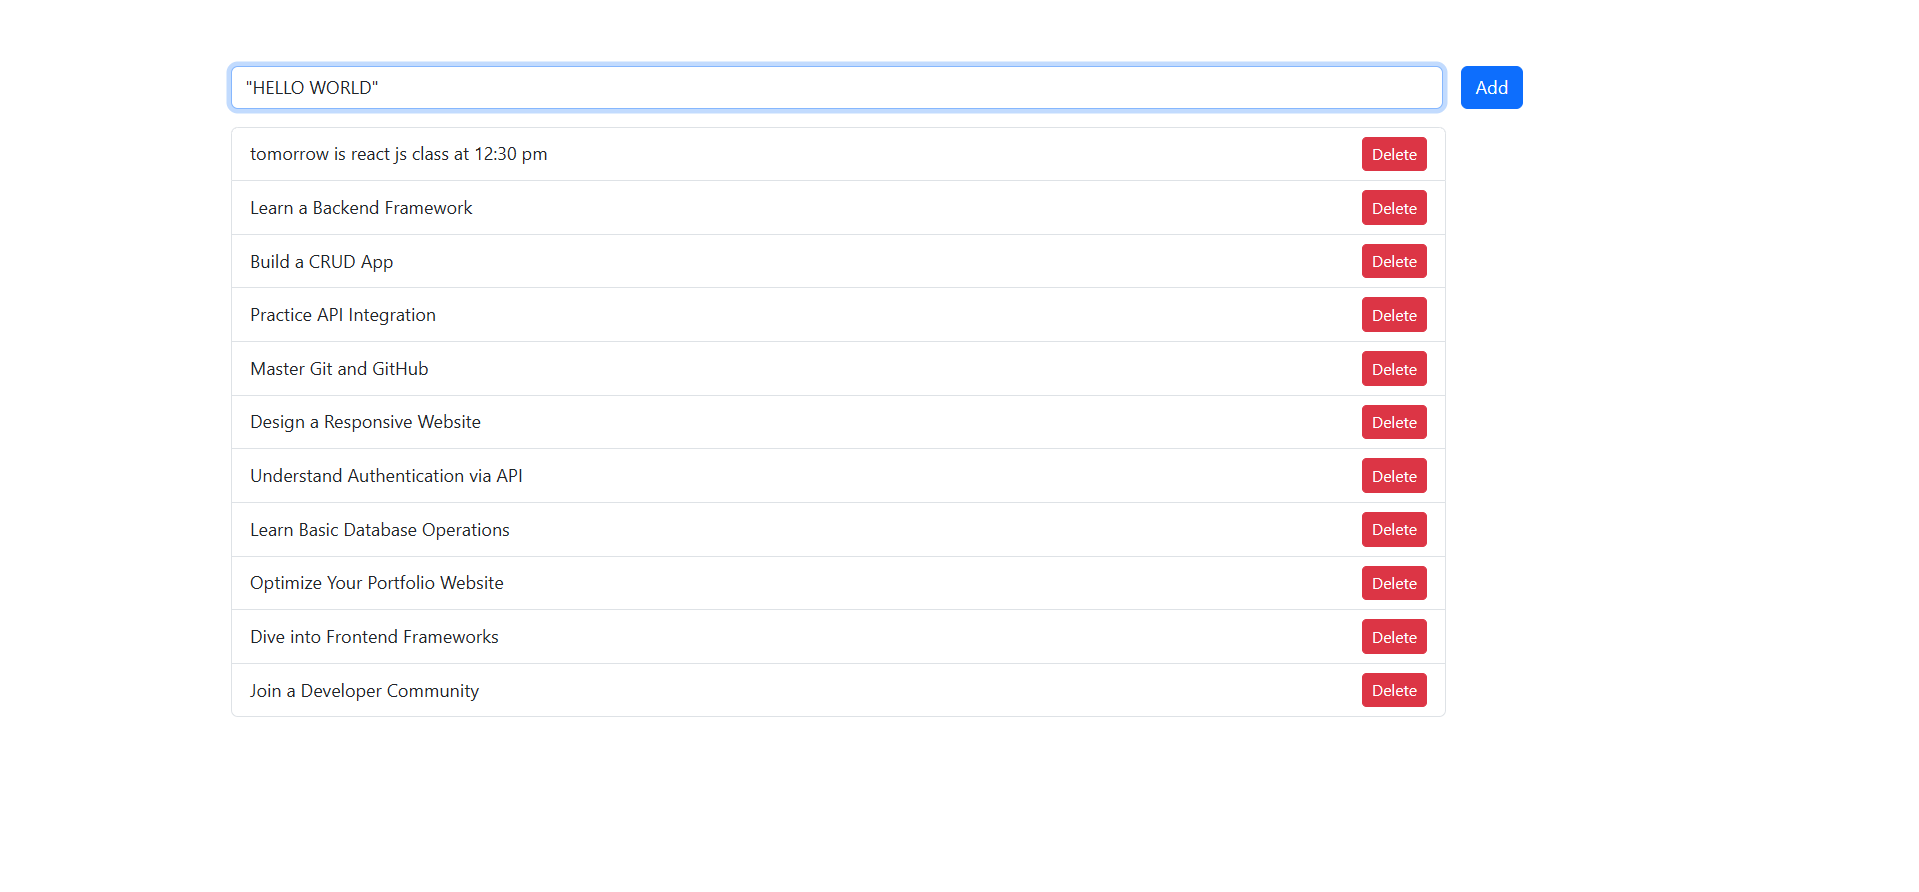 "HELLO WORLD" Add
tomorrow is react js class at 12:30 pm Delete
Learn a Backend Framework Delete
Build a CRUD App Delete
Practice API Integration Delete
Master Git and GitHub Delete
Design a Responsive Website Delete
Understand Authentication via API Delete
Learn Basic Database Operations Delete
Optimize Your Portfolio Website Delete
Dive into Frontend Frameworks Delete
Join a Developer Community Delete